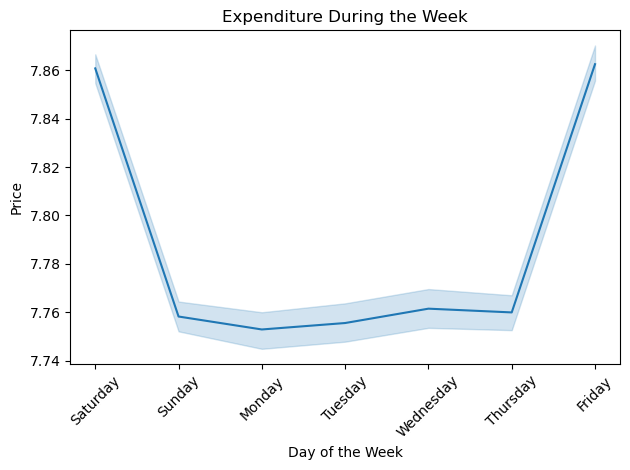 Expenditure During the Week
Price
7.86
7.84
7.82
7.80
7.78
7.76
7.74
Saturday
Sunday
Monday
Tuesday
Wednesday
Thursday
Friday
Day of the Week